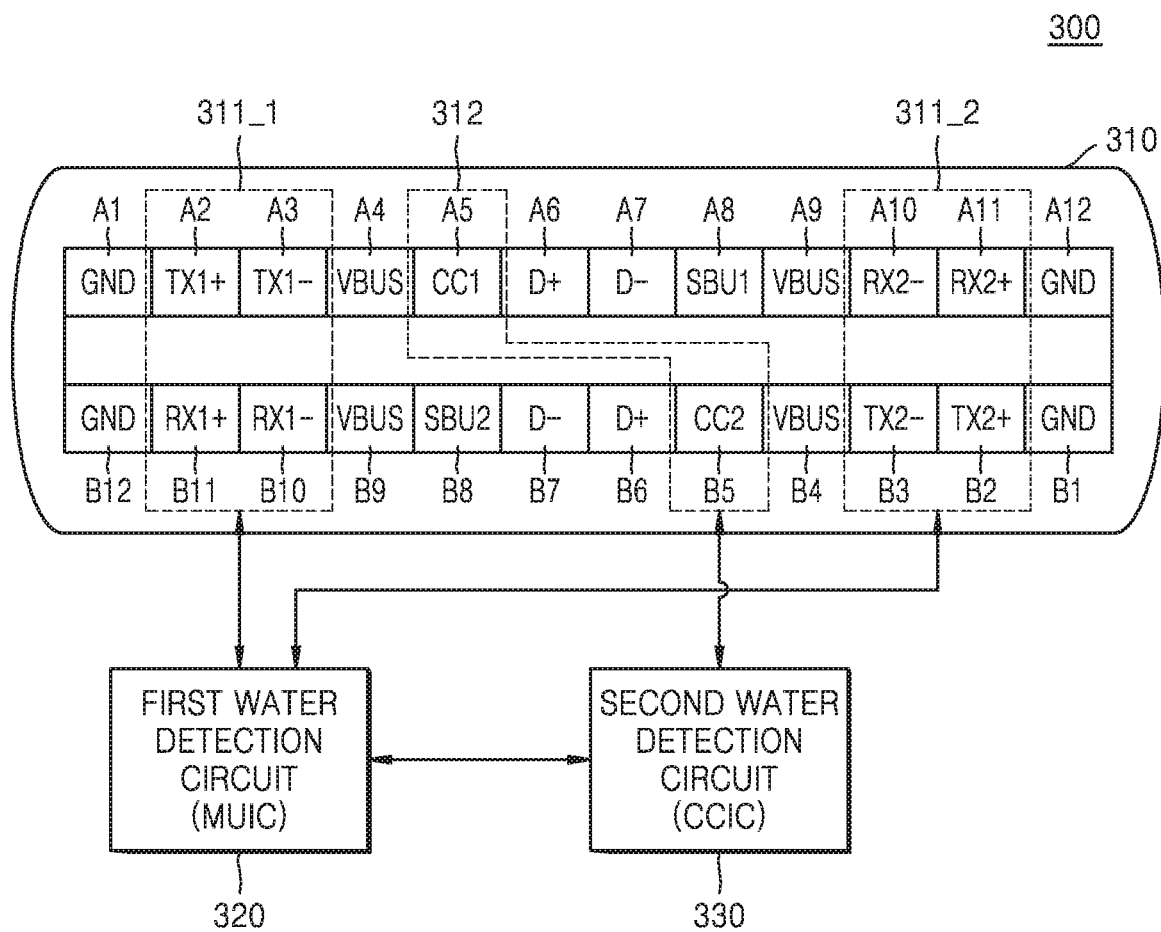 300
311_1 312 311_2
310
A1 A2 A3 A4 A5 A6 A7 A8 A9 A10 A11 A12
GND TX1+ TX1- VBUS CC1 D+ D- SBU1 VBUS RX2- RX2+ GND
GND RX1+ RX1- VBUS SBU2 D- D+ CC2 VBUS TX2- TX2+ GND
B12 B11 B10 B9 B8 B7 B6 B5 B4 B3 B2 B1
FIRST WATER
DETECTION
CIRCUIT
(MUIC)
SECOND WATER
DETECTION
CIRCUIT
(CCIC)
320 330